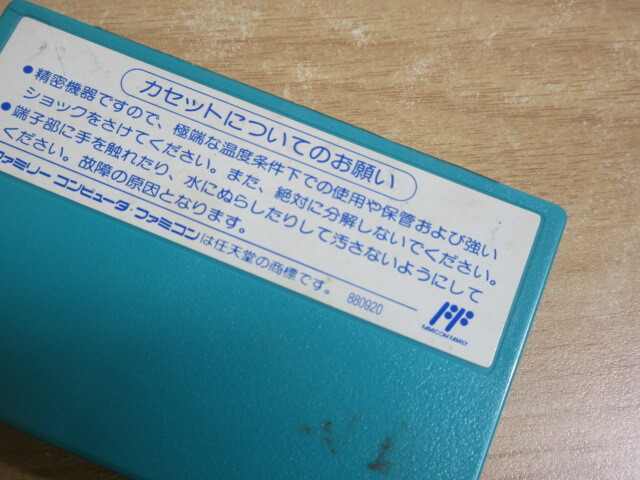 カセットについてのお願い
●精密機器ですので、極端な温度条件下での使用や保管および強い
ショックをさけてください。また、絶対に分解しないでください。
●端子部に手を触れたり、水にぬらしたりして汚さないようにして
ください。故障の原因となります。
ファミリー コンピュータ・ファミコンは任天堂の商標です。 880920
FAMICOM FAMILY